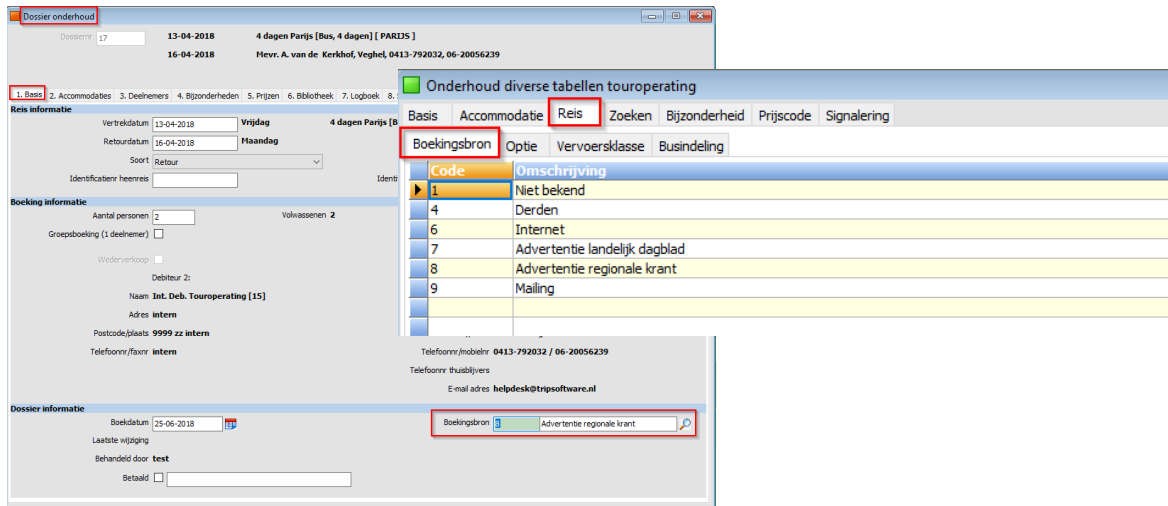 Dossier onderhoud
Dossiernr 17 13-04-2018 4 dagen Parijs [Bus, 4 dagen] [ PARIJS ]
16-04-2018 Mevr. A. van de Kerkhof, Veghel, 0413-792032, 06-20056239
1. Basis 2. Accommodaties 3. Deelnemers 4. Bijzonderheden 5. Prijzen 6. Bibliotheek 7. Logboek 8.
Reis informatie
Vertrekdatum 13-04-2018 Vrijdag 4 dagen Parijs [B
Retourdatum 16-04-2018 Maandag
Soort Retour
Identificatienr heenreis Identi
Boeking informatie
Aantal personen 2 Volwassenen 2
Groepsboeking (1 deelnemer)
Wederverkoop
Debiteur 2:
Naam Int. Deb. Touroperating [15]
Adres intern
Postcode/plaats 9999 zz intern
Telefoonnr/faxnr intern
Telefoonnr/mobielnr 0413-792032 / 06-20056239
Telefoonnr thuisblijvers
E-mail adres helpdesk@tripsoftware.nl
Dossier informatie
Boekdatum 25-06-2018
Boekingsbron 8 Advertentie regionale krant
Laatste wijziging
Behandeld door test
Betaald
Onderhoud diverse tabellen touroperating
Basis Accommodatie Reis Zoeken Bijzonderheid Prijscode Signalering
Boekingsbron Optie Vervoersklasse Busindeling
Code Omschrijving
1 Niet bekend
4 Derden
6 Internet
7 Advertentie landelijk dagblad
8 Advertentie regionale krant
9 Mailing